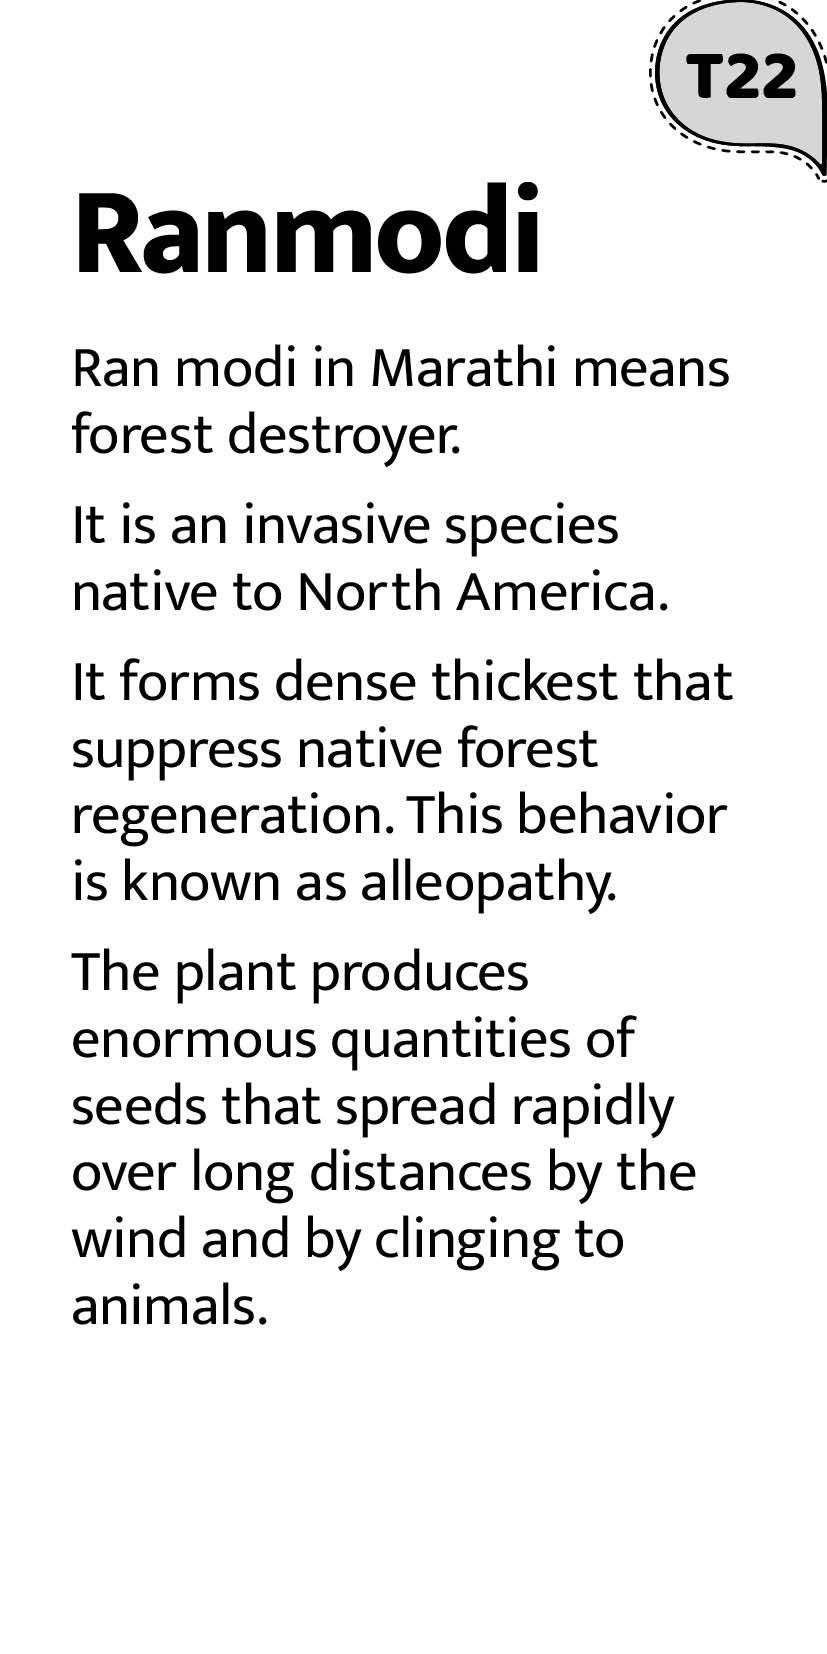 T22
Ranmodi
Ran modi in Marathi means
forest destroyer.
It is an invasive species
native to North America.
It forms dense thickest that
suppress native forest
regeneration. This behavior
is known as alleopathy.
The plant produces
enormous quantities of
seeds that spread rapidly
over long distances by the
wind and by clinging to
animals.